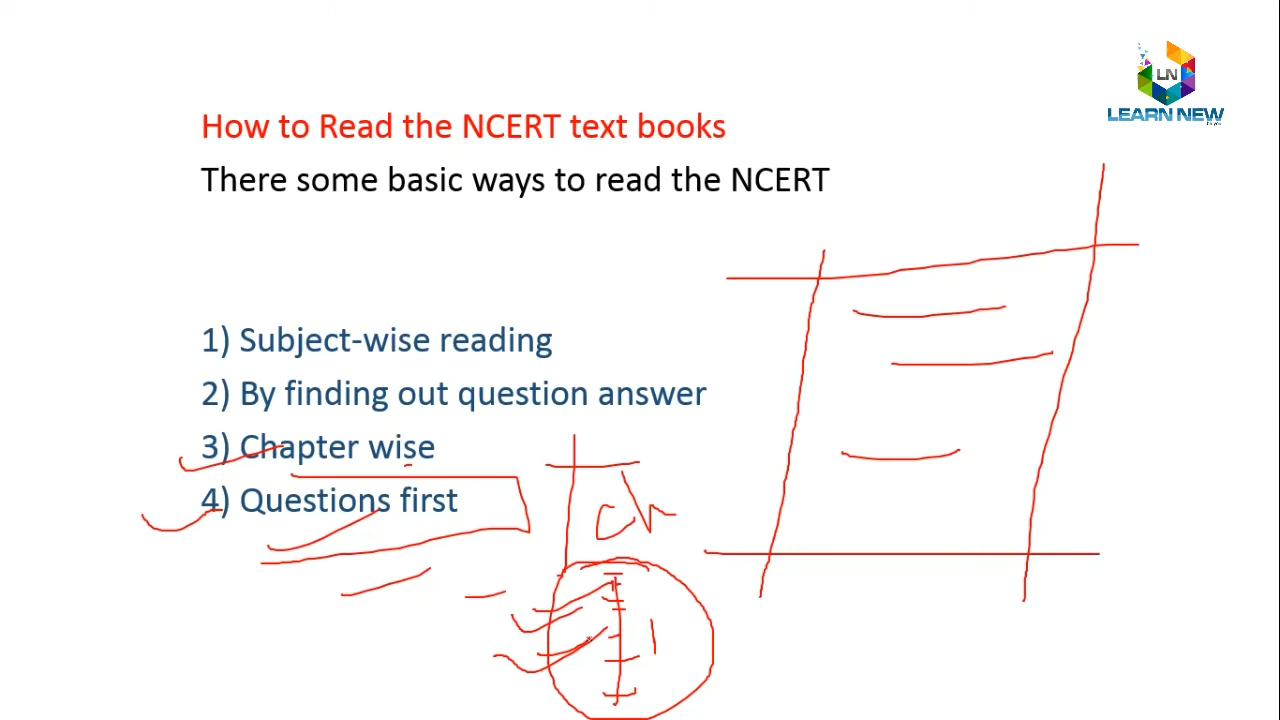 LN
LEARN NEW
How to Read the NCERT text books
There some basic ways to read the NCERT
1) Subject-wise reading
2) By finding out question answer
3) Chapter wise
4) Questions first